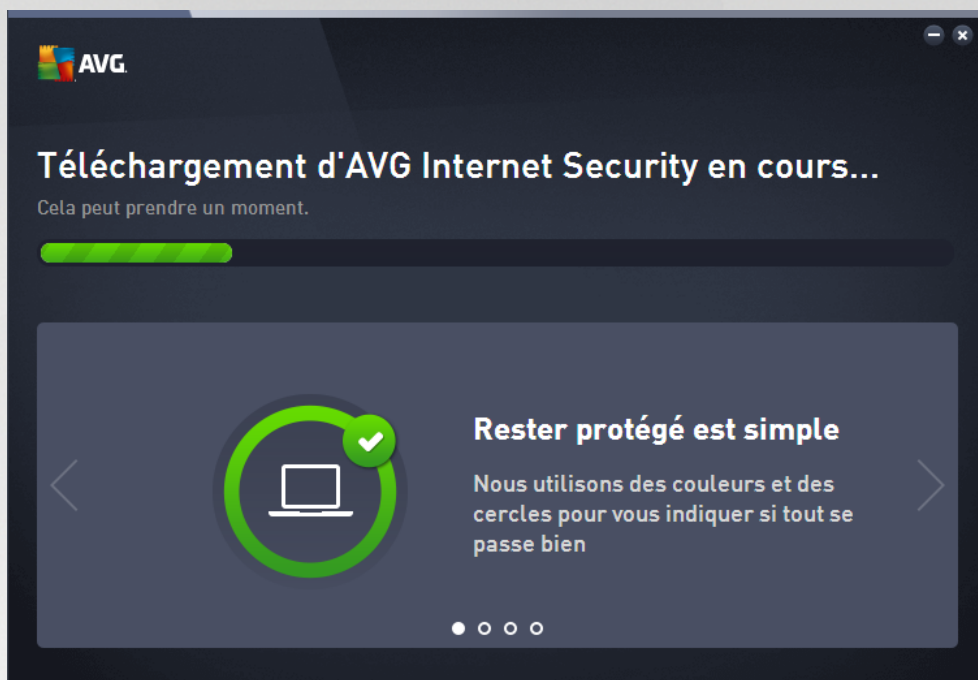 AVG
Téléchargement d'AVG Internet Security en cours...
Cela peut prendre un moment.
Rester protégé est simple
Nous utilisons des couleurs et des
cercles pour vous indiquer si tout se
passe bien